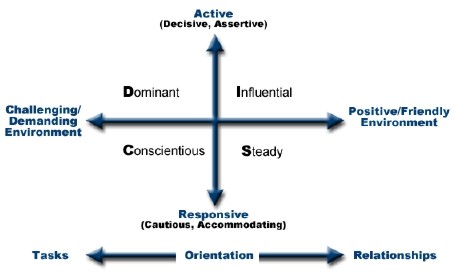 Active
(Decisive, Assertive)
Dominant
Influential
Challenging/
Demanding
Environment
Positive/Friendly
Environment
Conscientious
Steady
Responsive
(Cautious, Accommodating)
Tasks
Orientation
Relationships